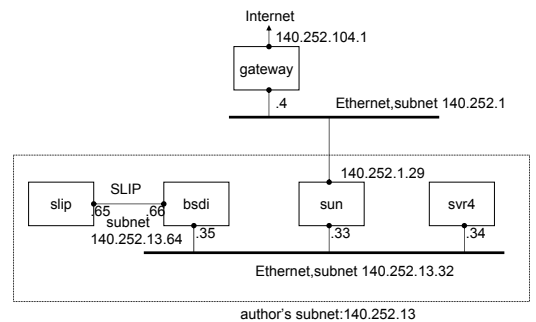 Internet
140.252.104.1
gateway
.4
Ethernet,subnet 140.252.1
140.252.1.29
SLIP
slip
.65
.66
bsdi
sun
svr4
subnet
140.252.13.64
.35
.33
.34
Ethernet,subnet 140.252.13.32
author's subnet:140.252.13